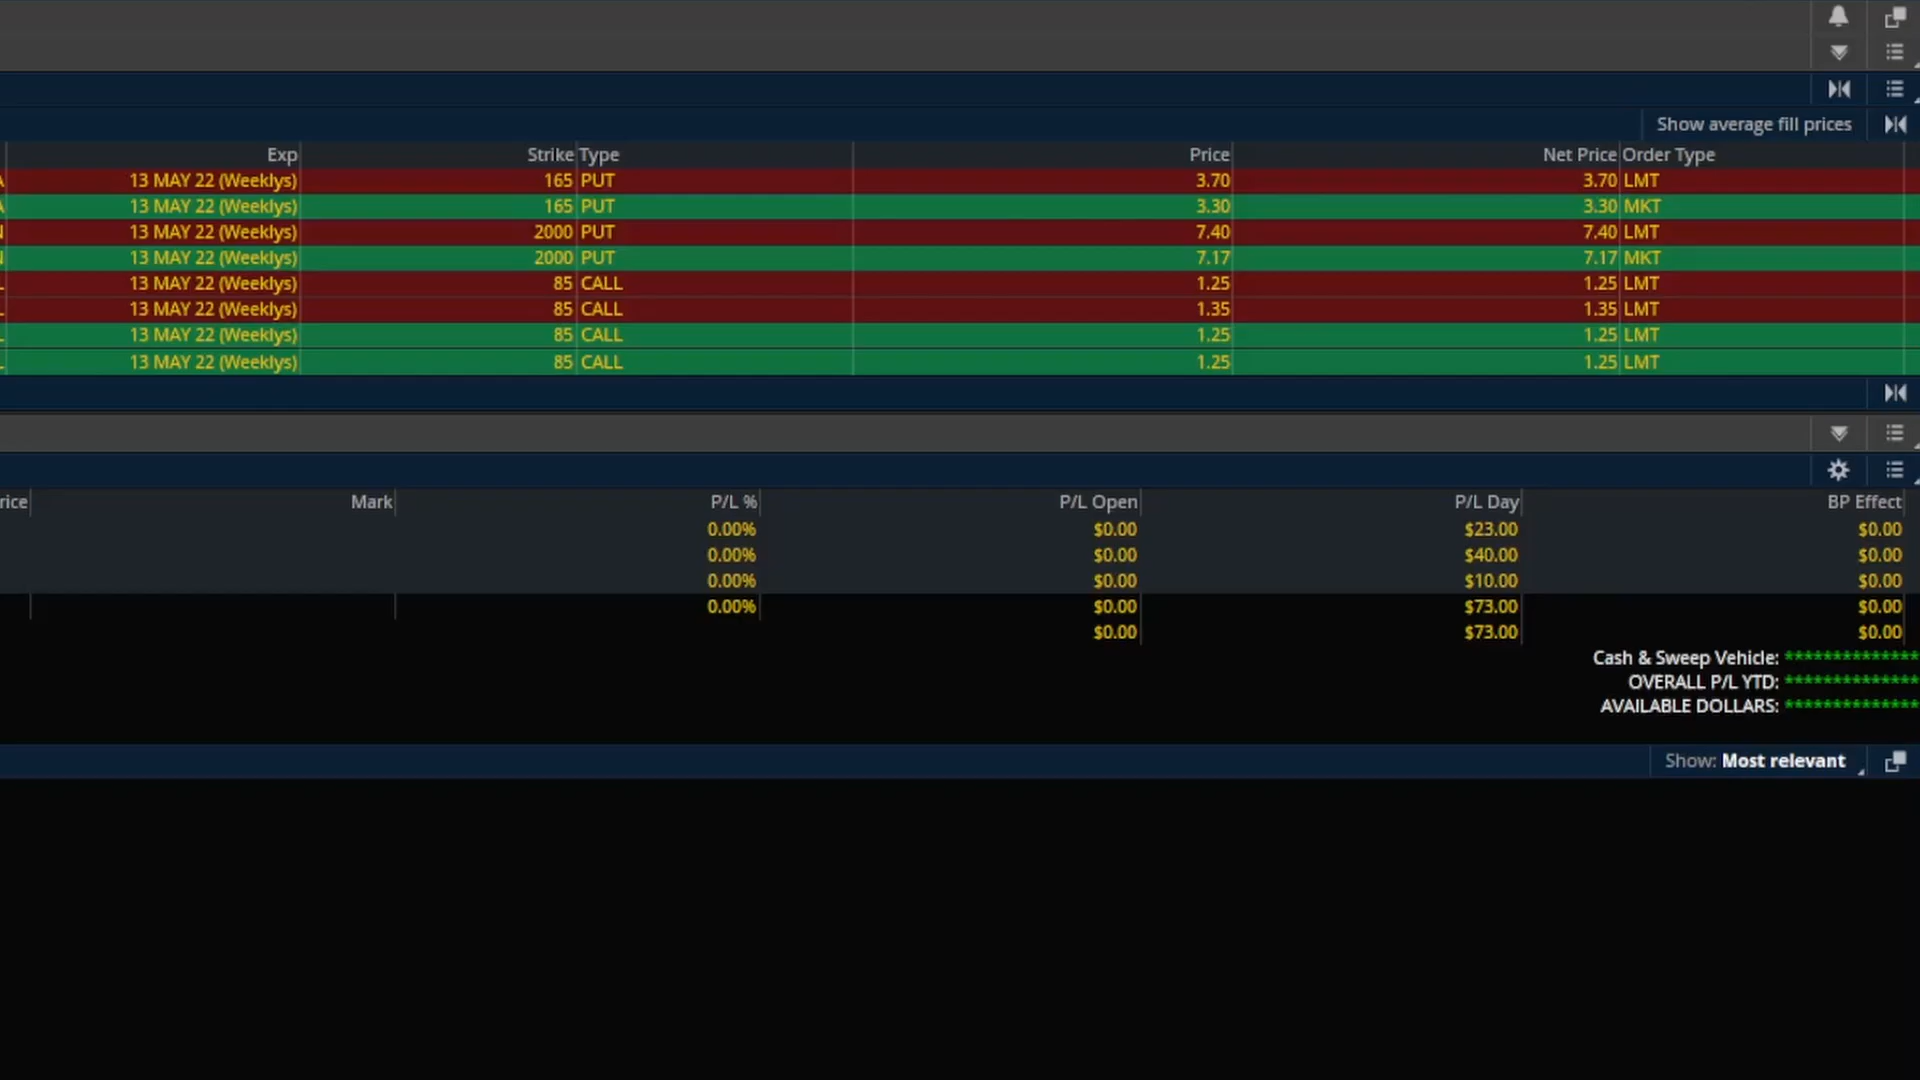 Show average fill prices
Exp Strike Type Price Net Price Order Type
A 13 MAY 22 (Weeklys) 165 PUT 3.70 3.70 LMT
A 13 MAY 22 (Weeklys) 165 PUT 3.30 3.30 MKT
13 MAY 22 (Weeklys) 2000 PUT 7.40 7.40 LMT
13 MAY 22 (Weeklys) 2000 PUT 7.17 7.17 MKT
13 MAY 22 (Weeklys) 85 CALL 1.25 1.25 LMT
13 MAY 22 (Weeklys) 85 CALL 1.35 1.35 LMT
13 MAY 22 (Weeklys) 85 CALL 1.25 1.25 LMT
13 MAY 22 (Weeklys) 85 CALL 1.25 1.25 LMT
rice Mark P/L % P/L Open P/L Day BP Effect
0.00% $0.00 $23.00 $0.00
0.00% $0.00 $40.00 $0.00
0.00% $0.00 $10.00 $0.00
0.00% $0.00 $73.00 $0.00
$0.00 $73.00 $0.00
Cash & Sweep Vehicle: **************
OVERALL P/L YTD: **************
AVAILABLE DOLLARS: **************
Show: Most relevant